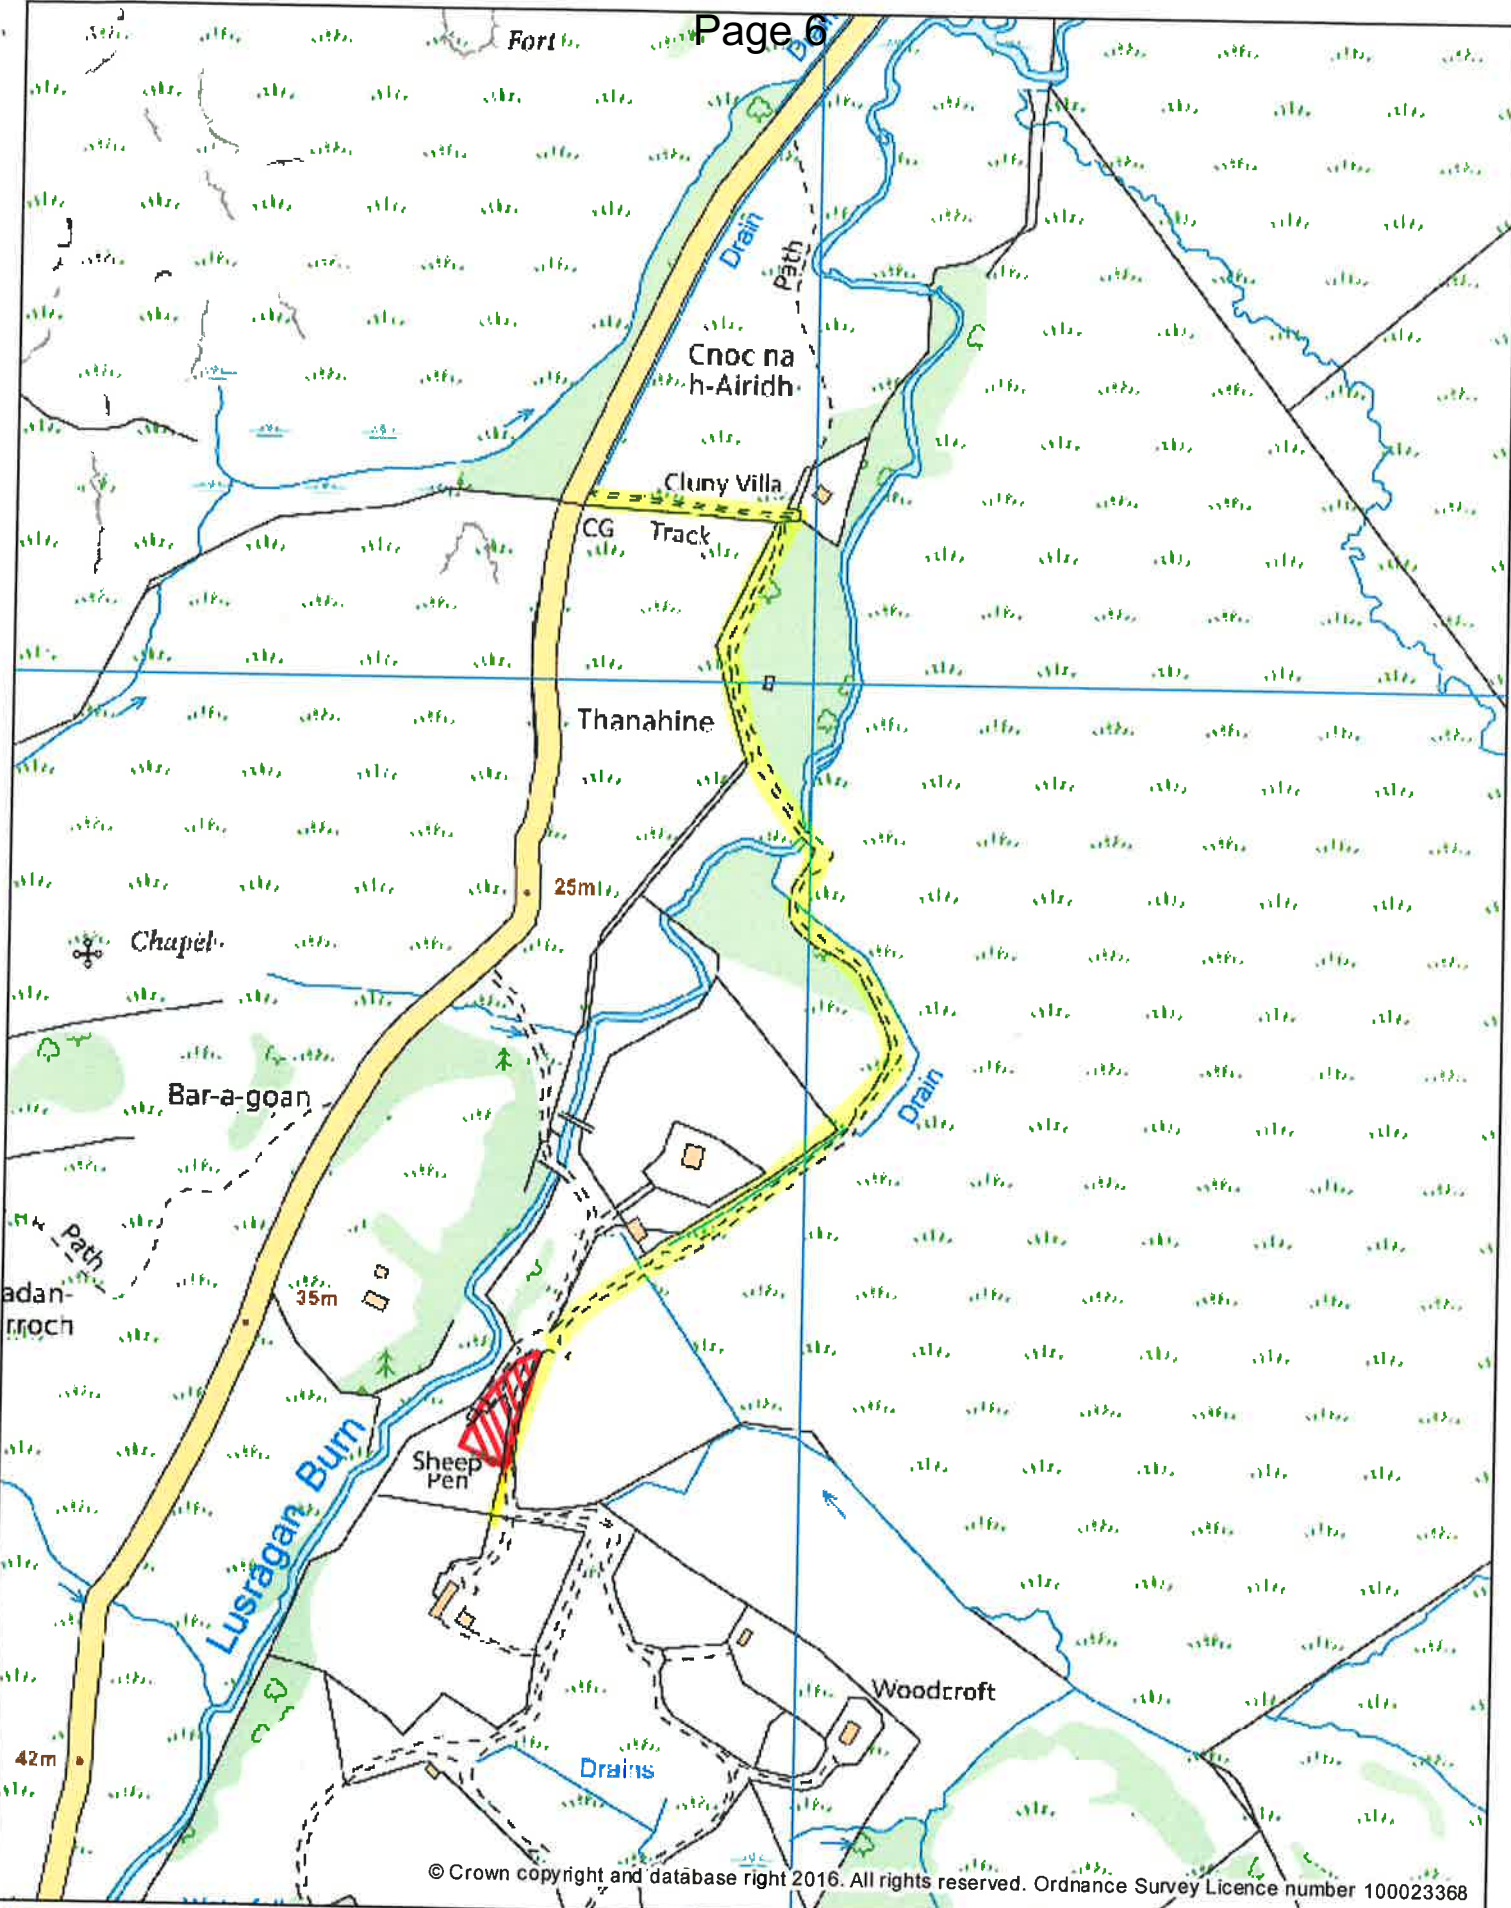 Page 6
Fort
Drain
Path
Cnoc na
h-Airidh
Cluny Villa
CG
Track
Thanahine
25m
Chapel
Bar-a-goan
Drain
Path
adan-
rroch
35m
Sheep
Pen
Lusragan Burn
Woodcroft
42m
Drains
© Crown copyright and database right 2016. All rights reserved. Ordnance Survey Licence number 100023368